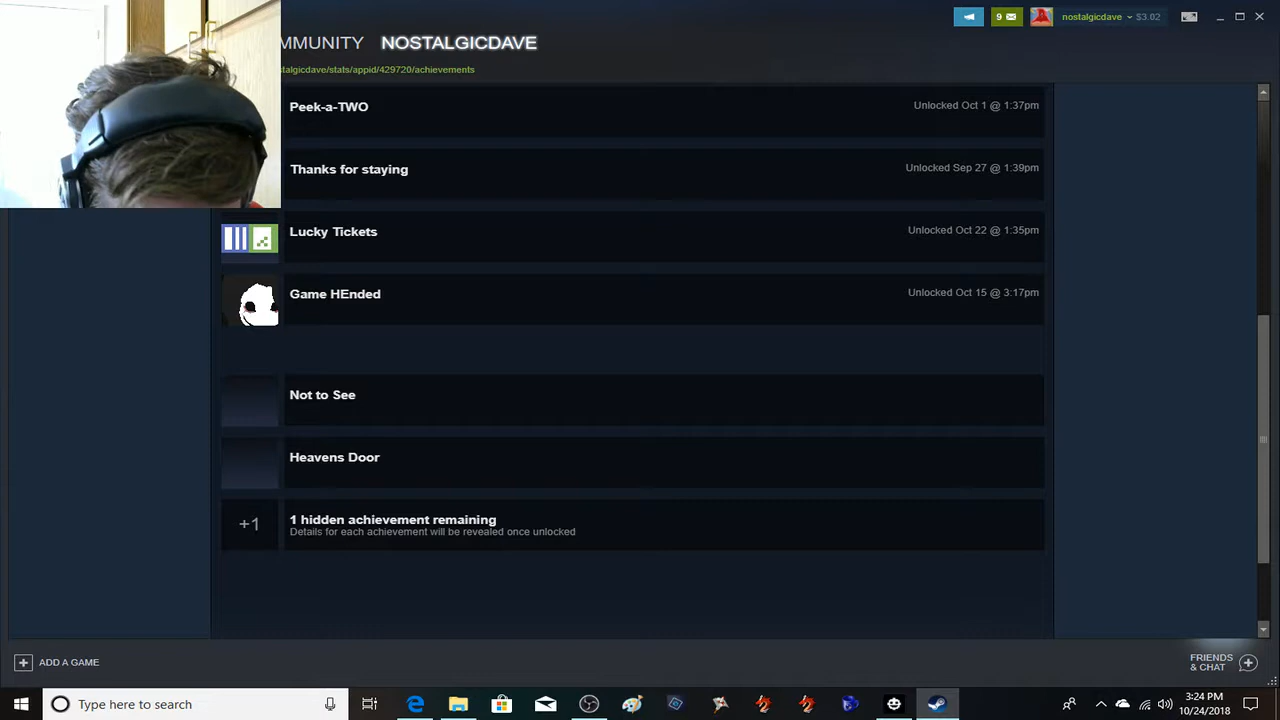 9
nostalgicdave
$3.02
MMUNITY
NOSTALGICDAVE
talgicdave/stats/appid/429720/achievements
Peek-a-TWO
Unlocked Oct 1 @ 1:37pm
Thanks for staying
Unlocked Sep 27 @ 1:39pm
Lucky Tickets
Unlocked Oct 22 @ 1:35pm
Game HEnded
Unlocked Oct 15 @ 3:17pm
Not to See
Heavens Door
+1
1 hidden achievement remaining
Details for each achievement will be revealed once unlocked
ADD A GAME
FRIENDS
& CHAT
Type here to search
3:24 PM
10/24/2018